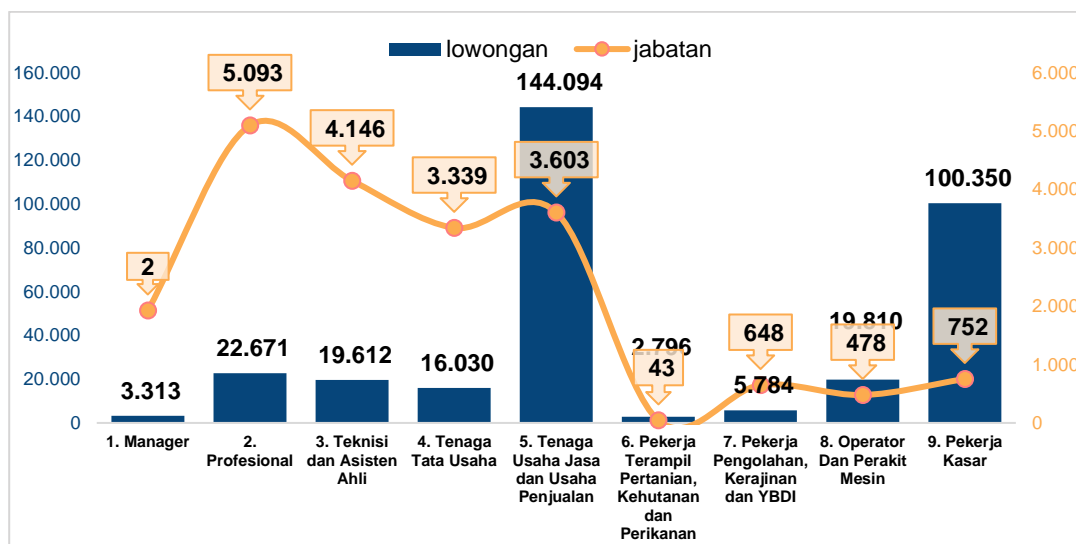 lowongan jabatan
160.000
140.000
120.000
100.000
80.000
60.000
40.000
20.000
0
6.000
5.000
4.000
3.000
2.000
1.000
0
2
5.093
4.146
3.339
3.603
43
648
478
752
3.313
22.671
19.612
16.030
144.094
2.796
5.784
19.810
100.350
1. Manager
2.
Profesional
3. Teknisi
dan Asisten
Ahli
4. Tenaga
Tata Usaha
5. Tenaga
Usaha Jasa
dan Usaha
Penjualan
6. Pekerja
Terampil
Pertanian,
Kehutanan
dan
Perikanan
7. Pekerja
Pengolahan,
Kerajinan
dan YBDI
8. Operator
Dan Perakit
Mesin
9. Pekerja
Kasar